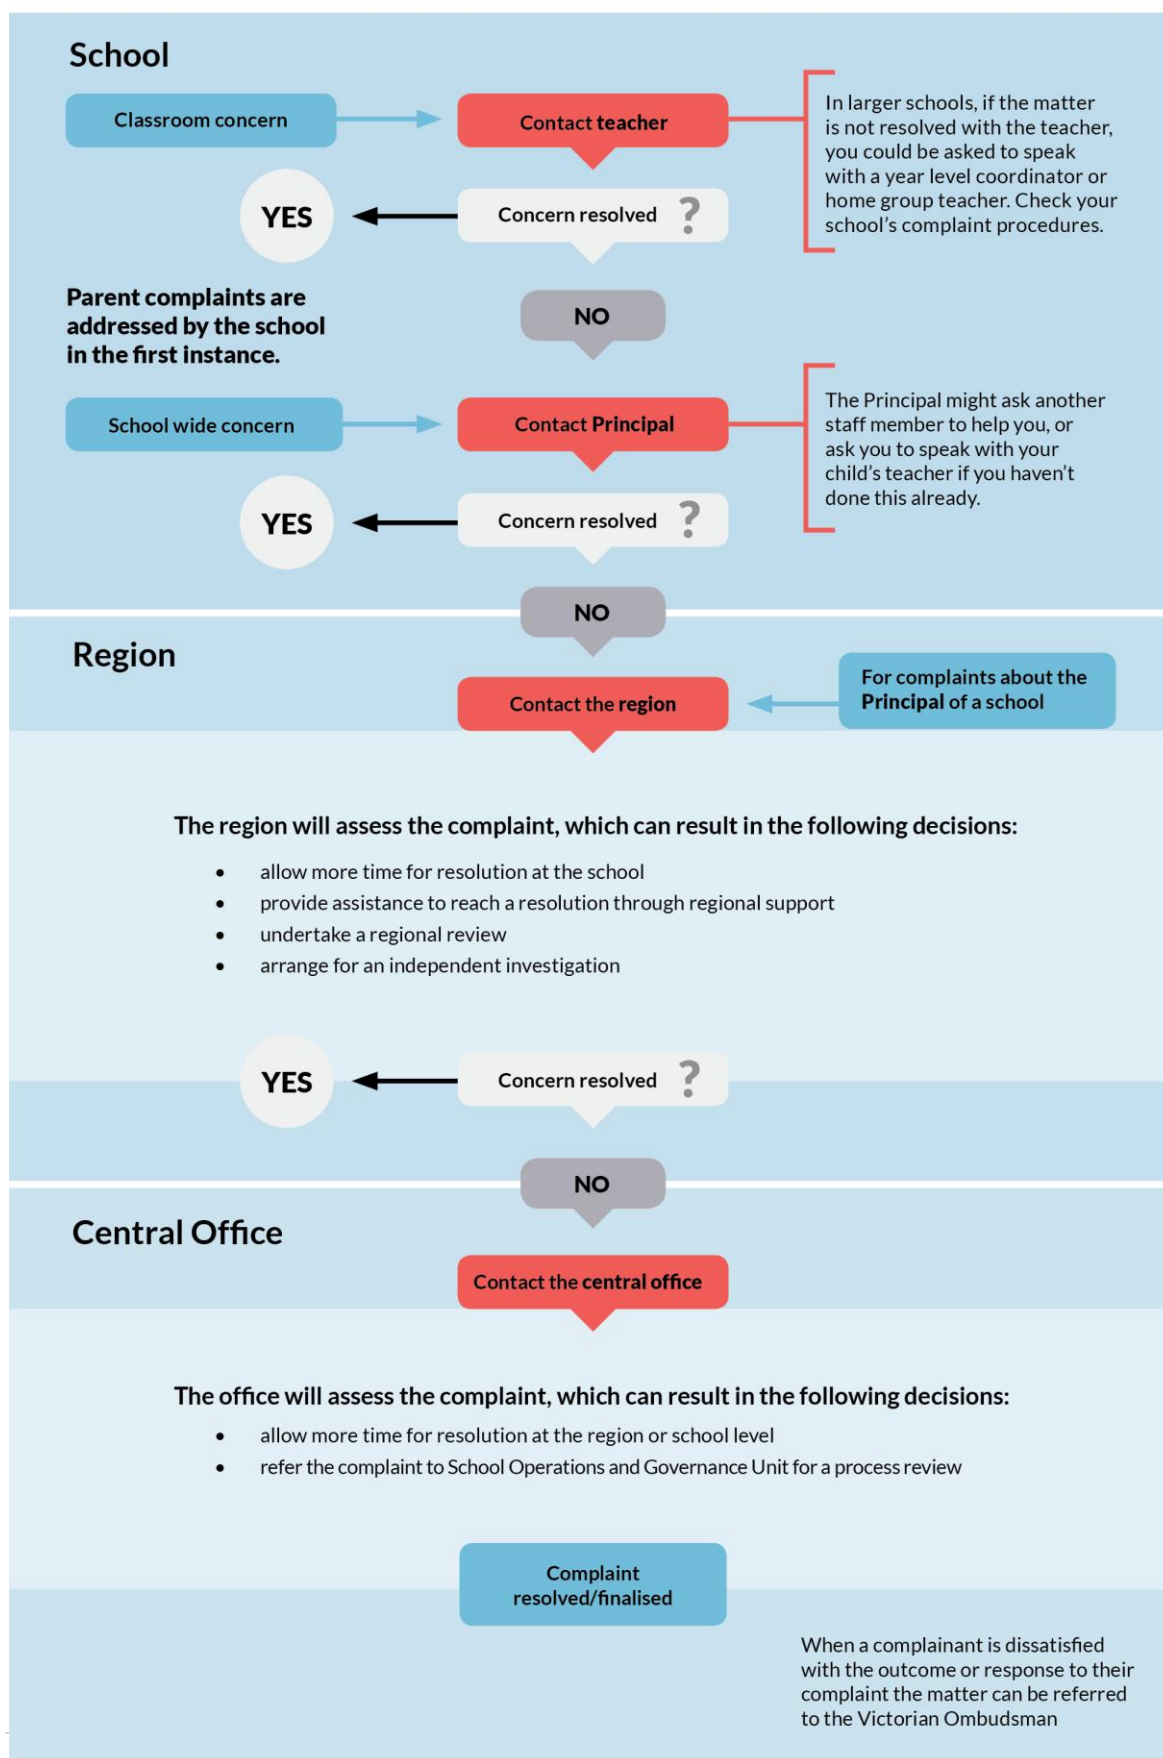 School
Classroom concern
Contact teacher
In larger schools, if the matter
is not resolved with the teacher,
you could be asked to speak
with a year level coordinator or
home group teacher. Check your
school's complaint procedures.
YES
Concern resolved ?
Parent complaints are
addressed by the school
in the first instance.
NO
School wide concern
Contact Principal
The Principal might ask another
staff member to help you, or
ask you to speak with your
child's teacher if you haven't
done this already.
YES
Concern resolved ?
NO
Region
Contact the region
For complaints about the
Principal of a school
The region will assess the complaint, which can result in the following decisions:
• allow more time for resolution at the school
• provide assistance to reach a resolution through regional support
• undertake a regional review
• arrange for an independent investigation
YES
Concern resolved ?
NO
Central Office
Contact the central office
The office will assess the complaint, which can result in the following decisions:
• allow more time for resolution at the region or school level
• refer the complaint to School Operations and Governance Unit for a process review
Complaint
resolved/finalised
When a complainant is dissatisfied
with the outcome or response to their
complaint the matter can be referred
to the Victorian Ombudsman